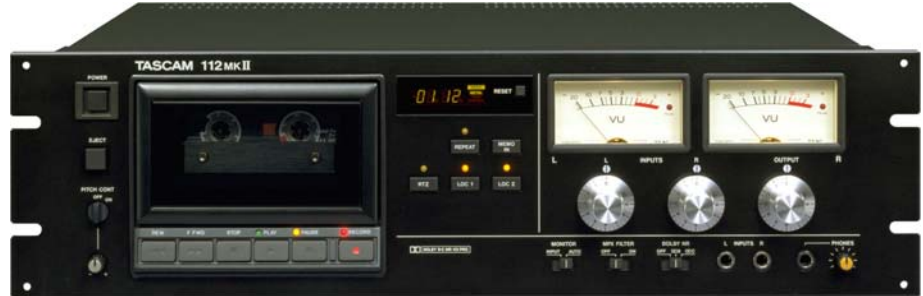 TASCAM 112MKII
POWER
EJECT
PITCH CONT
OFF ON
REW F FWD STOP PLAY PAUSE RECORD
-01.12
RESET
REPEAT
MEMO IN
RTZ
LOC 1
LOC 2
VU
VU
L INPUTS OUTPUT R
L R
MONITOR
INPUT AUTO
MPX FILTER
OFF ON
DOLBY NR
L INPUTS R
PHONES